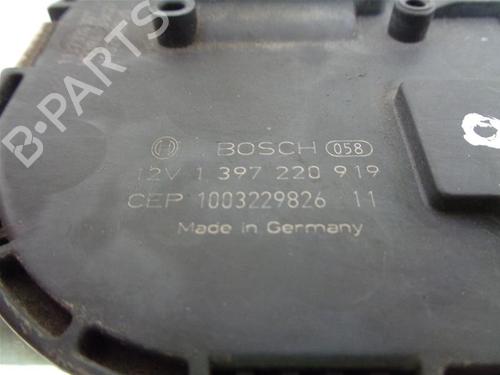 B-PARTS
BOSCH 058
12V 1 397 220 919
CEP 1003229826 11
Made in Germany